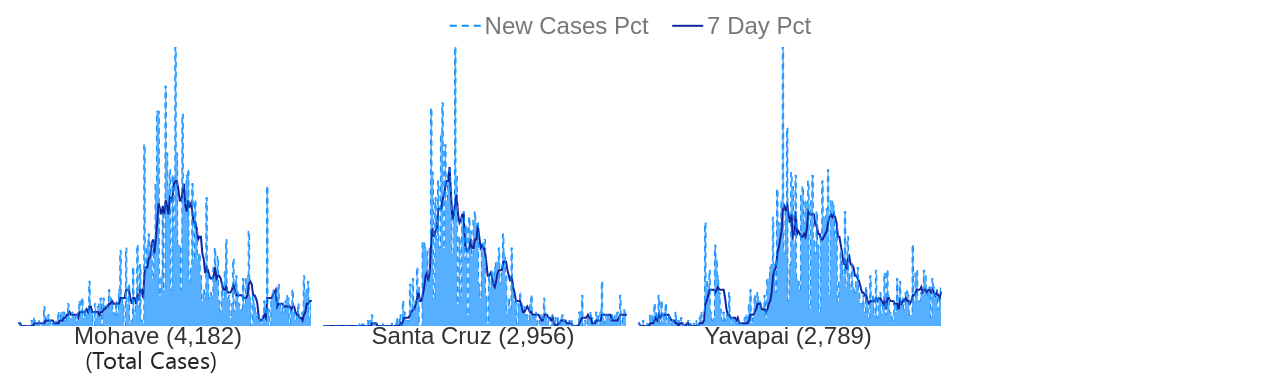 New Cases Pct 7 Day Pct
Mohave (4,182) Santa Cruz (2,956) Yavapai (2,789)
(Total Cases)